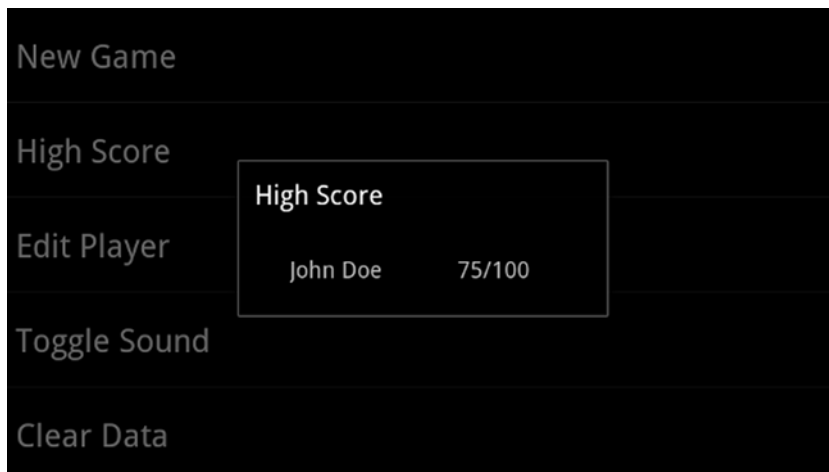 New Game
High Score
High Score
Edit Player
John Doe 75/100
Toggle Sound
Clear Data